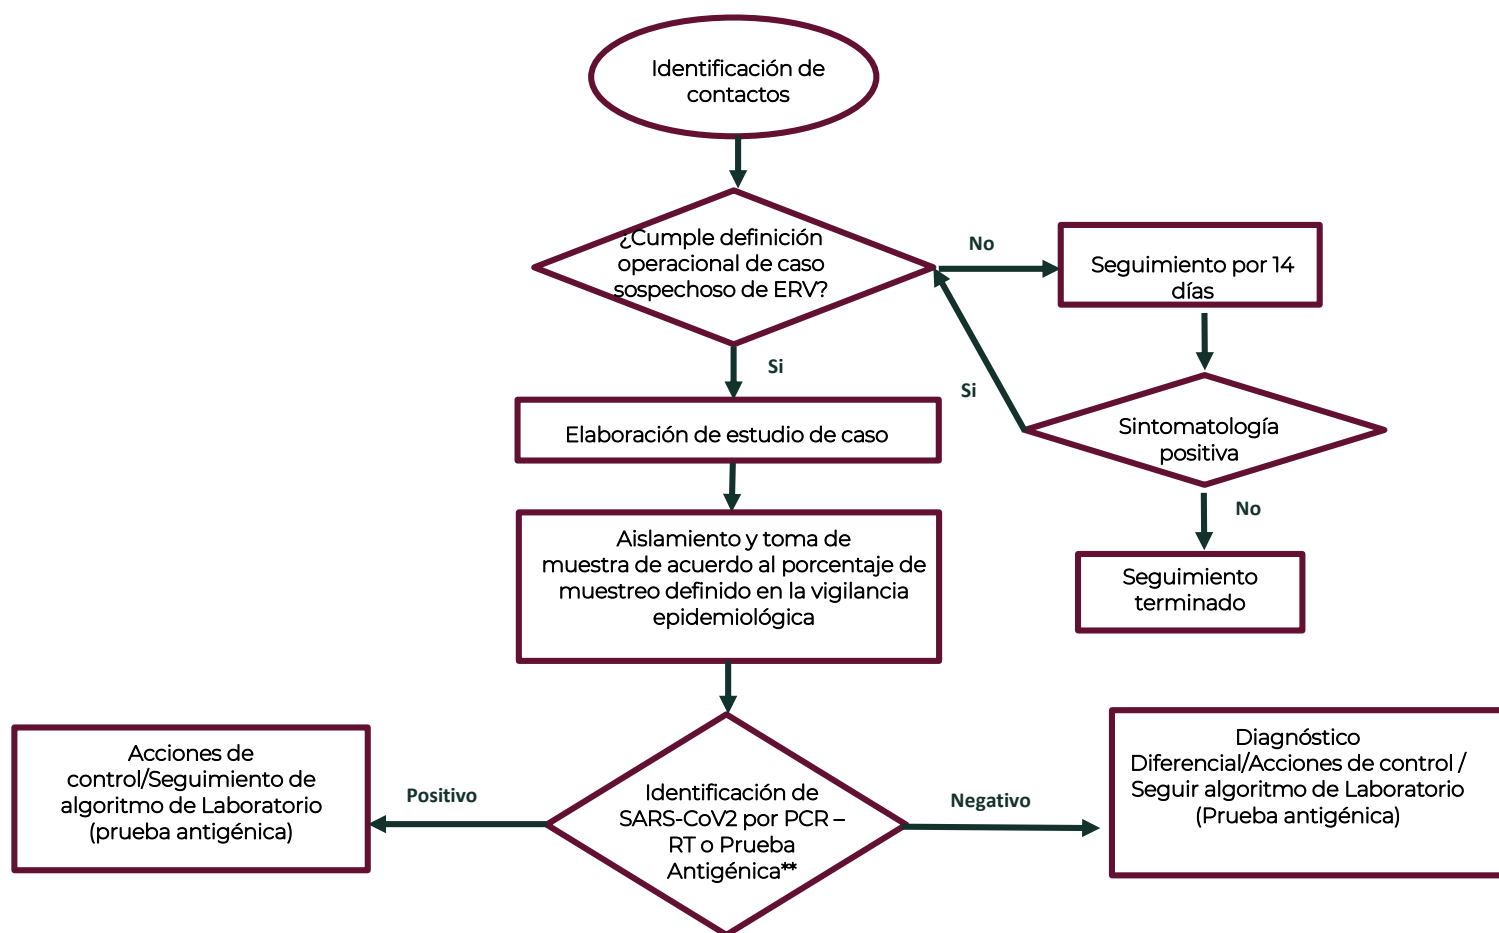 Identificación de
contactos
¿Cumple definición
operacional de caso
sospechoso de ERV?
No
Seguimiento por 14
días
Si
Si
Sintomatología
positiva
No
Seguimiento
terminado
Elaboración de estudio de caso
Aislamiento y toma de
muestra de acuerdo al porcentaje de
muestreo definido en la vigilancia
epidemiológica
Identificación de
SARS-CoV2 por PCR –
RT o Prueba
Antigénica**
Positivo
Acciones de
control/Seguimiento de
algoritmo de Laboratorio
(prueba antigénica)
Negativo
Diagnóstico
Diferencial/Acciones de control /
Seguir algoritmo de Laboratorio
(Prueba antigénica)